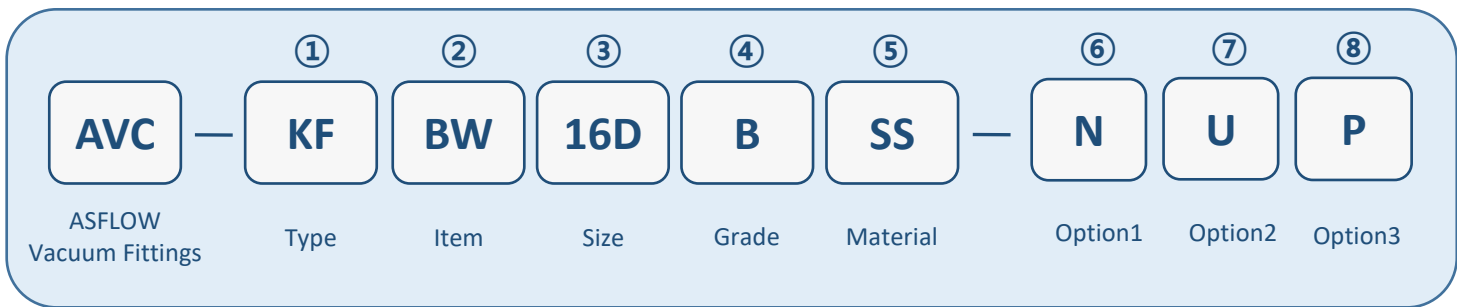 ① ② ③ ④ ⑤ ⑥ ⑦ ⑧
AVC — KF BW 16D B SS — N U P
ASFLOW
Vacuum Fittings
Type Item Size Grade Material Option1 Option2 Option3